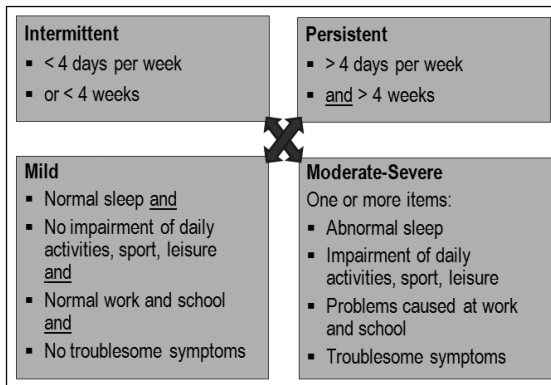 Intermittent
▪ < 4 days per week
▪ or < 4 weeks
Persistent
▪ > 4 days per week
▪ and > 4 weeks
Mild
▪ Normal sleep and
▪ No impairment of daily
activities, sport, leisure
and
▪ Normal work and school
and
▪ No troublesome symptoms
Moderate-Severe
One or more items:
▪ Abnormal sleep
▪ Impairment of daily
activities, sport, leisure
▪ Problems caused at work
and school
▪ Troublesome symptoms